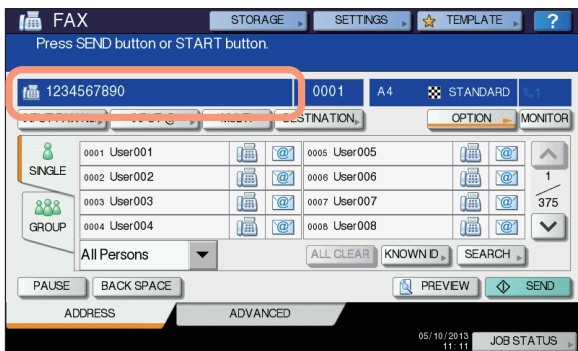 FAX STORAGE SETTINGS TEMPLATE ?
Press SEND button or START button.
1234567890 0001 A4 STANDARD 1
MULTI DESTINATION OPTION MONITOR
SINGLE
0001 User001 @ 0005 User005 @
0002 User002 @ 0006 User006 @
0003 User003 @ 0007 User007 @
0004 User004 @ 0008 User008 @
1
375
GROUP
All Persons ALL CLEAR KNOWN ID SEARCH
PAUSE BACK SPACE PREVIEW SEND
ADDRESS ADVANCED
05/10/2013
11:11
JOB STATUS